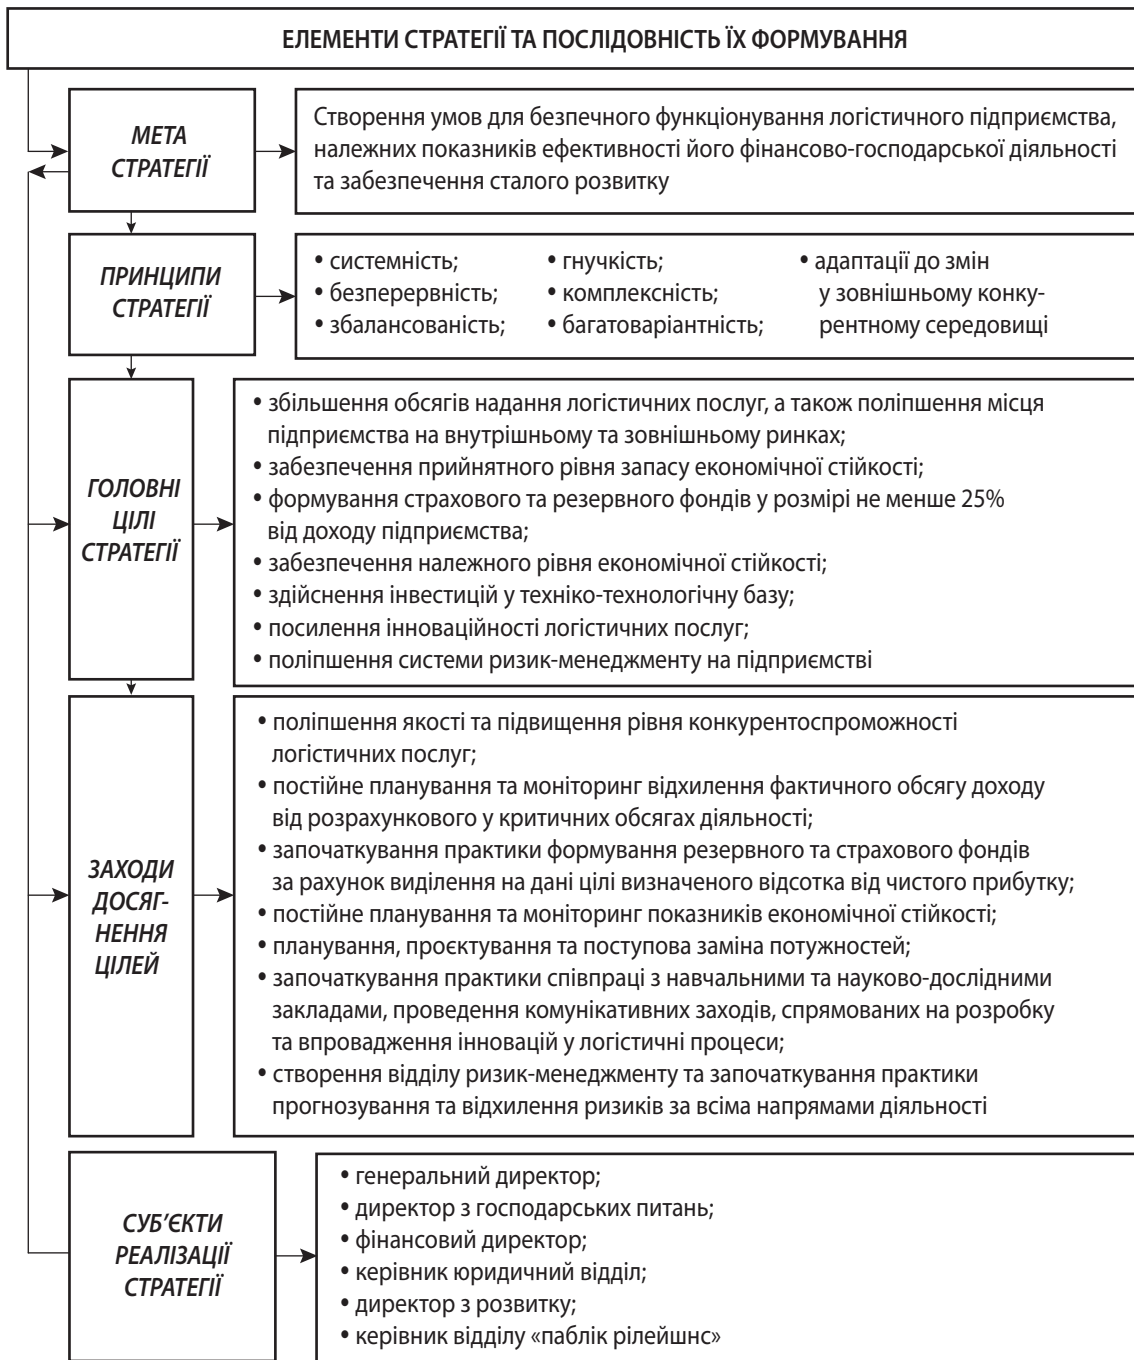 ЕЛЕМЕНТИ СТРАТЕГІЇ ТА ПОСЛІДОВНІСТЬ ЇХ ФОРМУВАННЯ
МЕТА
СТРАТЕГІЇ
Створення умов для безпечного функціонування логістичного підприємства,
належних показників ефективності його фінансово-господарської діяльності
та забезпечення сталого розвитку
ПРИНЦИПИ
СТРАТЕГІЇ
• системність;
• безперервність;
• збалансованість;
• гнучкість;
• комплексність;
• багатоваріантність;
• адаптації до змін
у зовнішньому конку-
рентному середовищі
ГОЛОВНІ
ЦІЛІ
СТРАТЕГІЇ
• збільшення обсягів надання логістичних послуг, а також поліпшення місця
підприємства на внутрішньому та зовнішньому ринках;
• забезпечення прийнятного рівня запасу економічної стійкості;
• формування страхового та резервного фондів у розмірі не менше 25%
від доходу підприємства;
• забезпечення належного рівня економічної стійкості;
• здійснення інвестицій у техніко-технологічну базу;
• посилення інноваційності логістичних послуг;
• поліпшення системи ризик-менеджменту на підприємстві
ЗАХОДИ
ДОСЯГ-
НЕННЯ
ЦІЛЕЙ
• поліпшення якості та підвищення рівня конкурентоспроможності
логістичних послуг;
• постійне планування та моніторинг відхилення фактичного обсягу доходу
від розрахункового у критичних обсягах діяльності;
• започаткування практики формування резервного та страхового фондів
за рахунок виділення на дані цілі визначеного відсотка від чистого прибутку;
• постійне планування та моніторинг показників економічної стійкості;
• планування, проєктування та поступова заміна потужностей;
• започаткування практики співпраці з навчальними та науково-дослідними
закладами, проведення комунікативних заходів, спрямованих на розробку
та впровадження інновацій у логістичні процеси;
• створення відділу ризик-менеджменту та започаткування практики
прогнозування та відхилення ризиків за всіма напрямами діяльності
СУБ’ЄКТИ
РЕАЛІЗАЦІЇ
СТРАТЕГІЇ
• генеральний директор;
• директор з господарських питань;
• фінансовий директор;
• керівник юридичний відділ;
• директор з розвитку;
• керівник відділу «паблік рілейшнс»